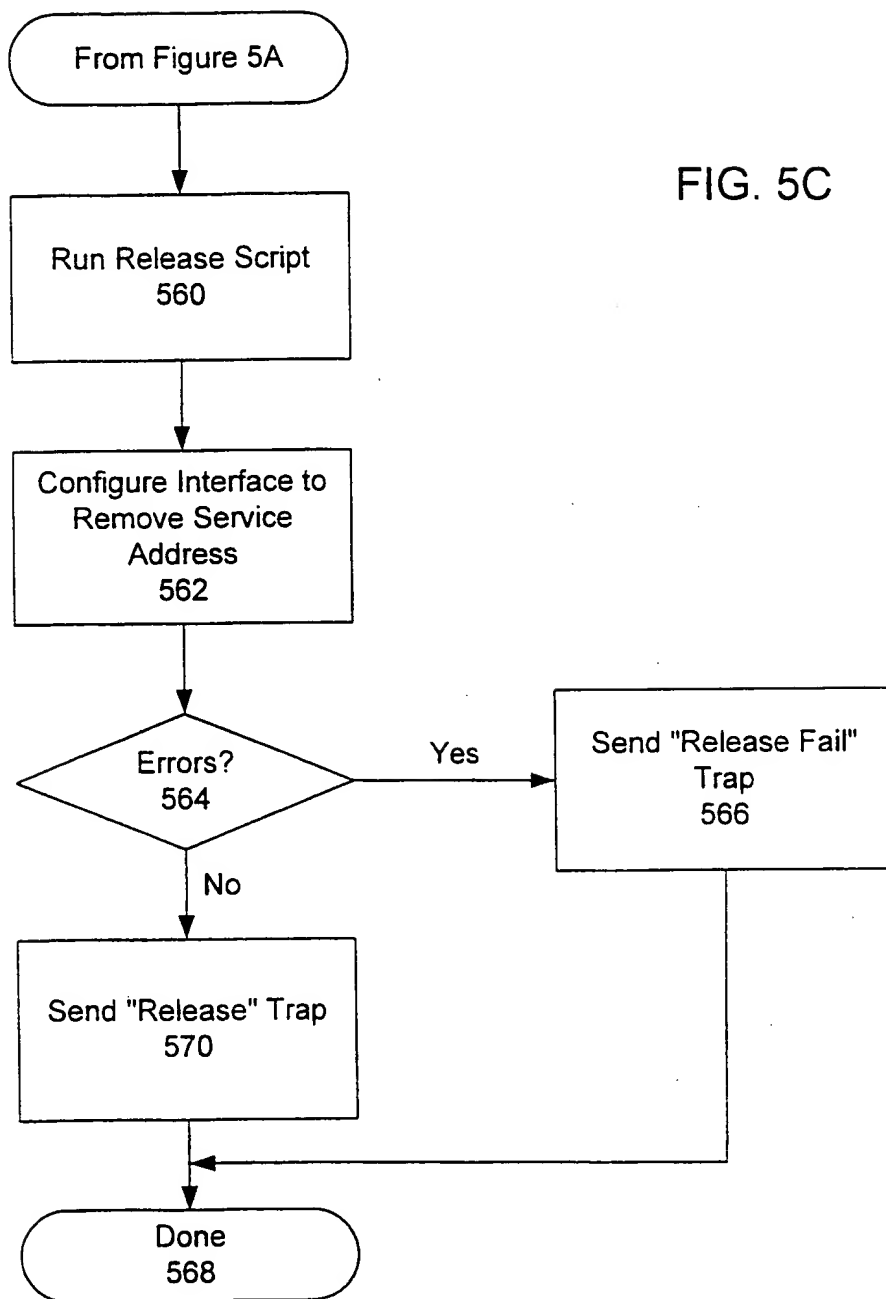 From Figure 5A
FIG. 5C
Run Release Script
560
Configure Interface to
Remove Service
Address
562
Errors?
564
Yes
Send "Release Fail"
Trap
566
No
Send "Release" Trap
570
Done
568